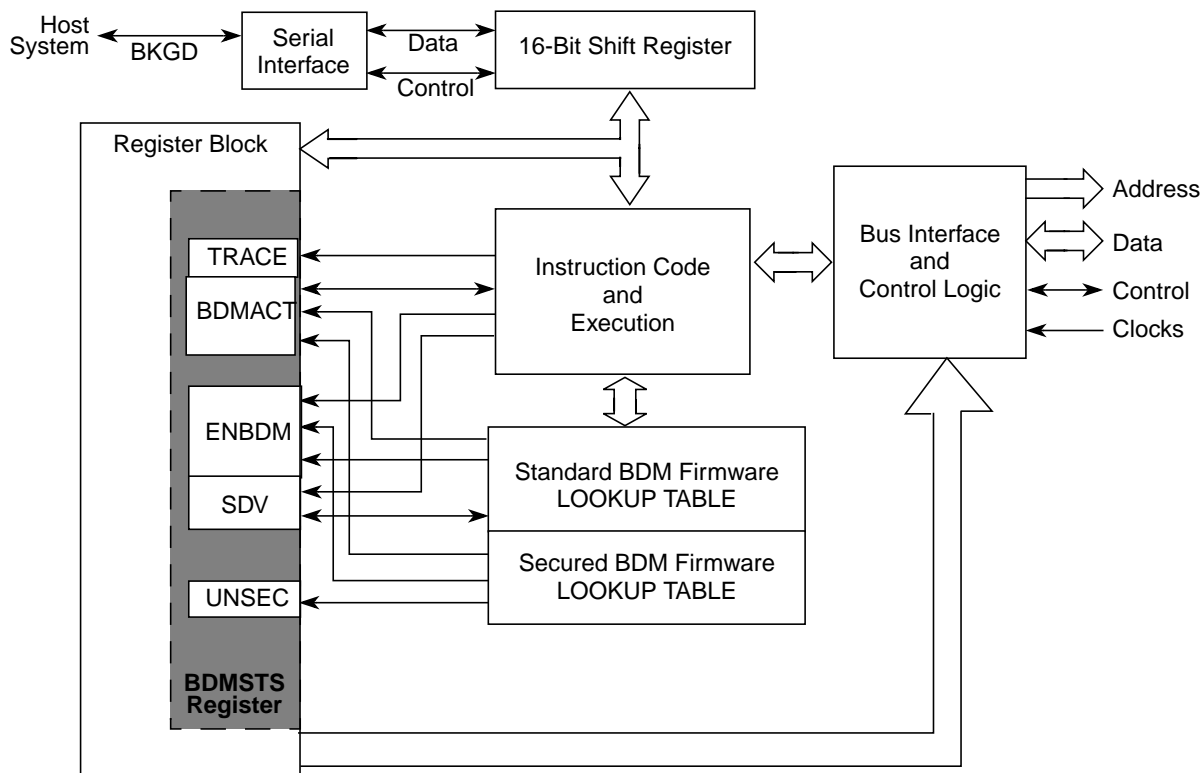 Host
System
BKGD
Serial
Interface
Data
Control
16-Bit Shift Register
Register Block
TRACE
BDMACT
ENBDM
SDV
UNSEC
BDMSTS
Register
Instruction Code
and
Execution
Standard BDM Firmware
LOOKUP TABLE
Secured BDM Firmware
LOOKUP TABLE
Bus Interface
and
Control Logic
Address
Data
Control
Clocks